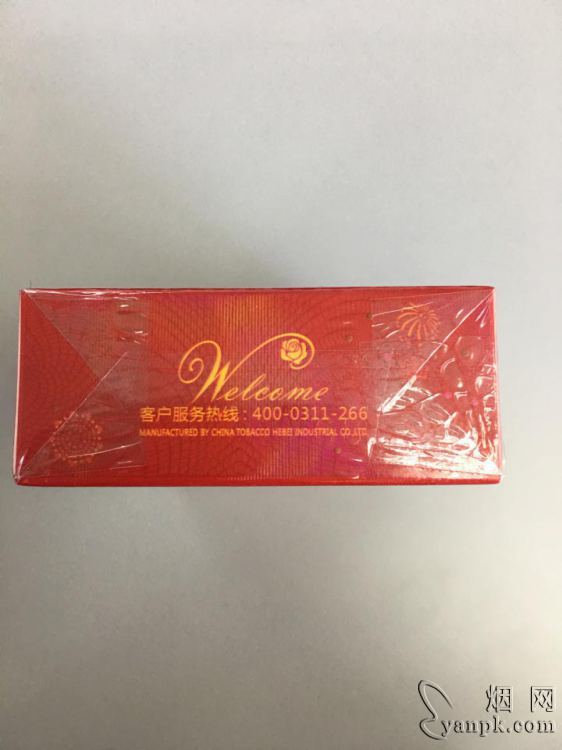 Welcome
客户服务热线：400-0311-266
MANUFACTURED BY CHINA TOBACCO HEBEI INDUSTRIAL CO.,LTD.
烟网
yanpk.com